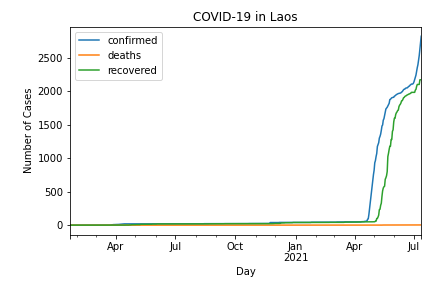 COVID-19 in Laos
confirmed
deaths
recovered
Number of Cases
2500
2000
1500
1000
500
0
Apr Jul Oct Jan Apr Jul
2021
Day